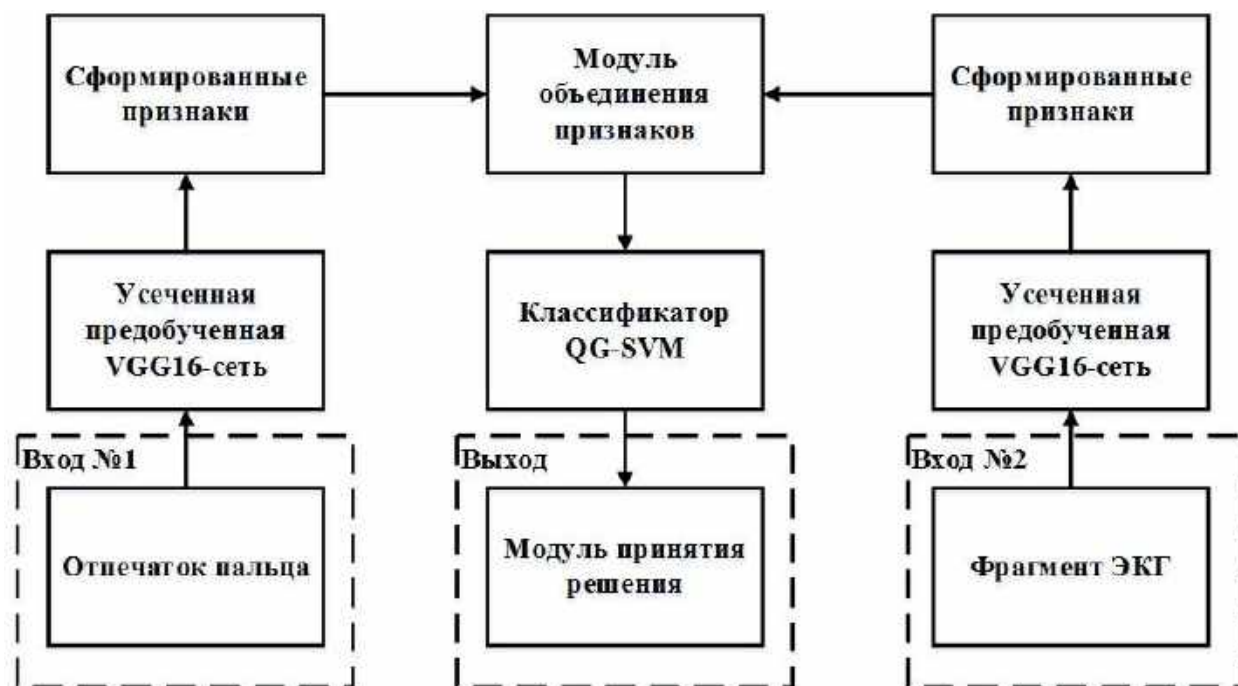 Сформированные
признаки
Модуль
объединения
признаков
Сформированные
признаки
Усеченная
предобученная
VGG16-сеть
Классификатор
QG-SVM
Усеченная
предобученная
VGG16-сеть
Вход №1
Отпечаток пальца
Выход
Модуль принятия
решения
Вход №2
Фрагмент ЭКГ